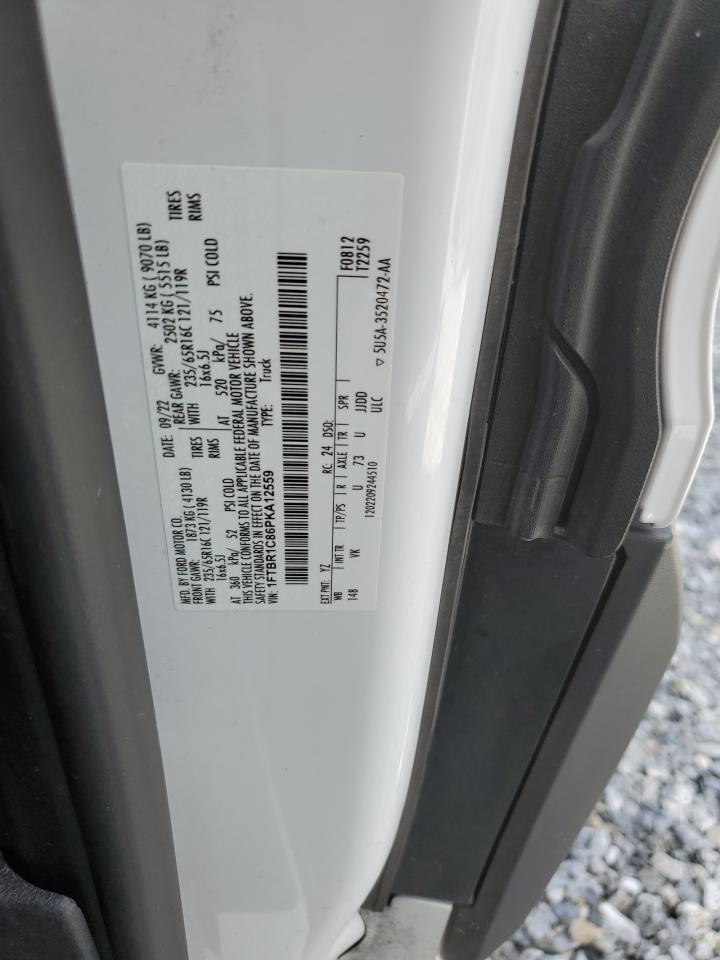 MFD. BY FORD MOTOR CO. DATE: 09/22 GVWR: 4114 KG ( 9070 LB)
FRONT GAWR: 1873 KG ( 4130 LB) REAR GAWR: 2502 KG ( 5515 LB)
WITH 235/65R16C 121/119R TIRES WITH 235/65R16C 121/119R TIRES
16x6.5J RIMS 16x6.5J RIMS
AT 360 kPa/ 52 PSI COLD AT 520 kPa/ 75 PSI COLD
THIS VEHICLE CONFORMS TO ALL APPLICABLE FEDERAL MOTOR VEHICLE
SAFETY STANDARDS IN EFFECT ON THE DATE OF MANUFACTURE SHOWN ABOVE.
VIN: 1FTBR1C86PKA12559 TYPE: Truck
EXT PNT: YZ RC: 24 DSO: F0812
WB INT TR TP/PS R AXLE TR SPR T2259
148 VK U 73 U JJDD
1202209244510 ULC ▽ 5U5A-3520472-AA